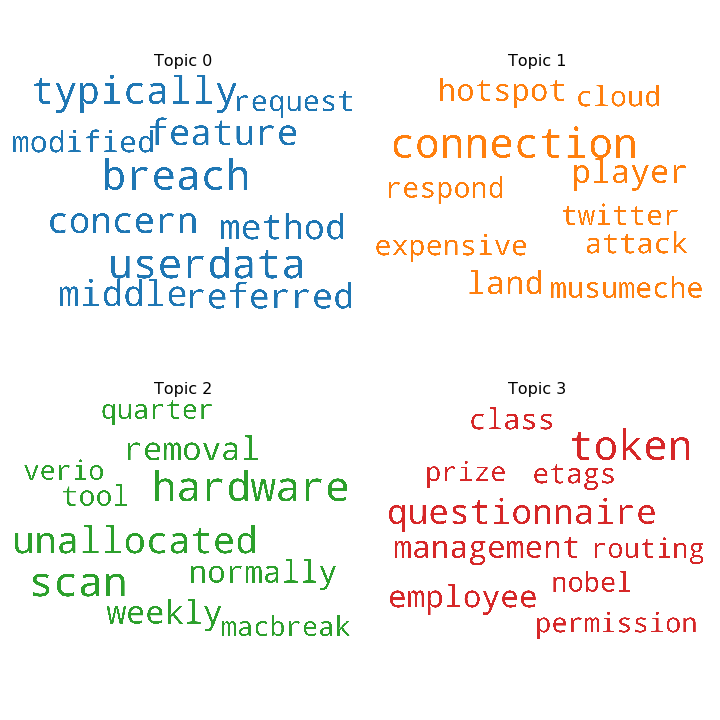 Topic 0
typically
request
modified
feature
breach
concern
method
userdata
middle
referred
Topic 1
hotspot
cloud
connection
player
respond
twitter
expensive
attack
land
musumeche
Topic 2
quarter
removal
verio
tool
hardware
unallocated
normally
scan
weekly
macbreak
Topic 3
class
token
prize
etags
questionnaire
management
routing
nobel
employee
permission